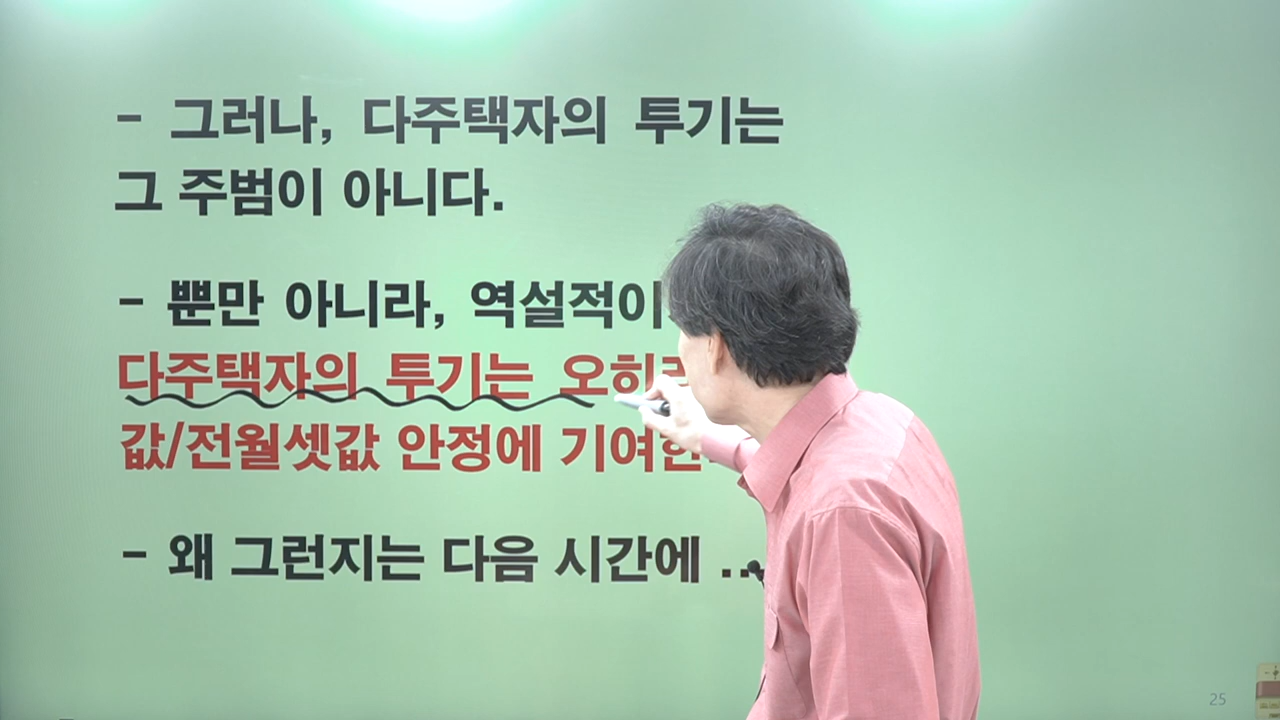 - 그러나, 다주택자의 투기는
그 주범이 아니다.
- 뿐만 아니라, 역설적이
다주택자의 투기는 오히려
값/전월셋값 안정에 기여한
- 왜 그런지는 다음 시간에 ...
25